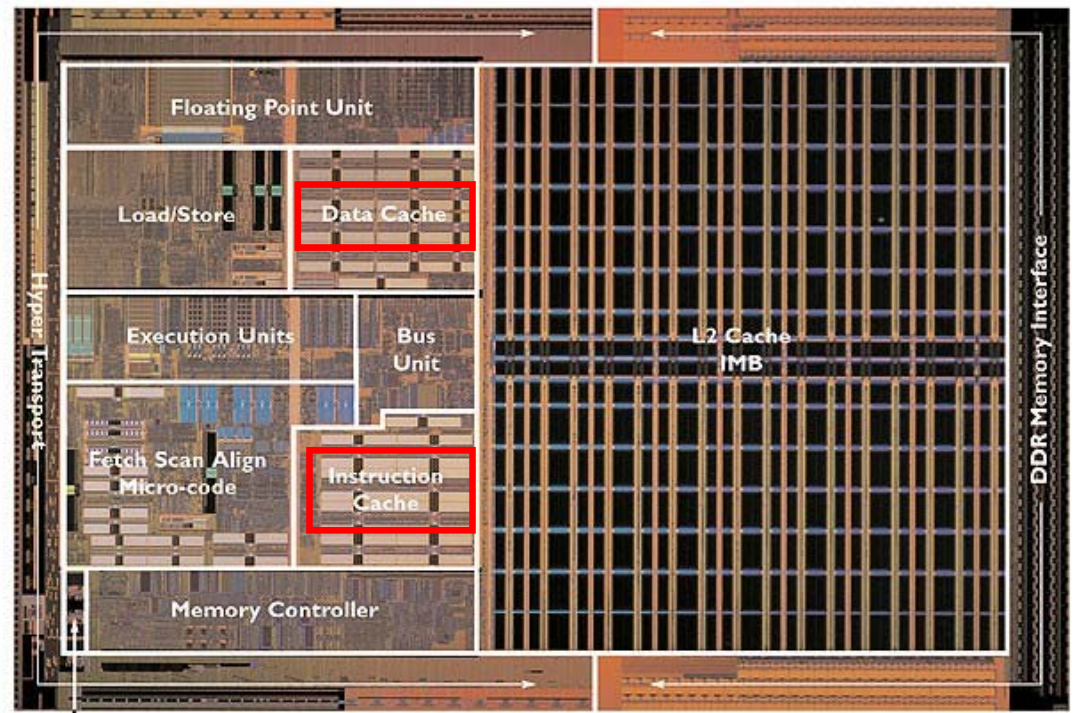 Floating Point Unit
Load/Store
Data Cache
Execution Units
Bus
Unit
L2 Cache
1MB
Hyper Transport
Fetch Scan Align
Micro-code
Instruction
Cache
Memory Controller
DDR Memory Interface